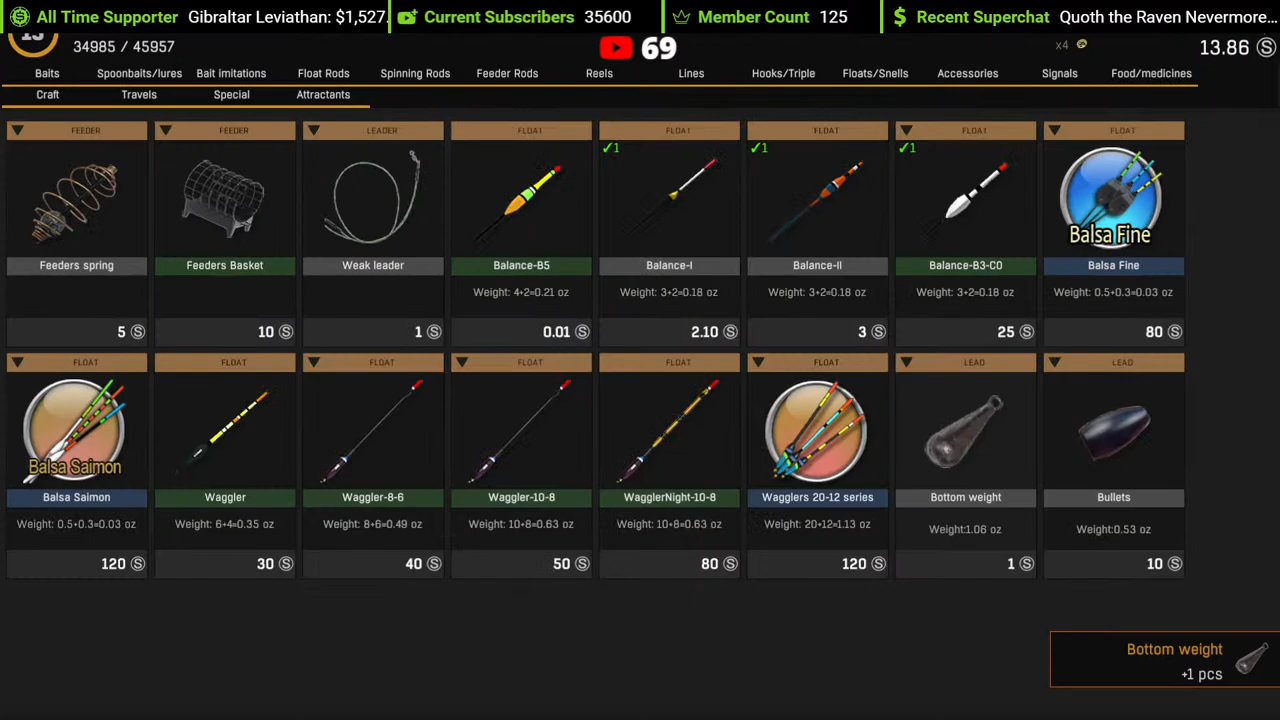 All Time Supporter Gibraltar Leviathan: $1,527. Current Subscribers 35600 Member Count 125 Recent Superchat Quoth the Raven Nevermore...
34985 / 45957 69 x4 13.86 S
Baits Spoonbaits/lures Bait imitations Float Rods Spinning Rods Feeder Rods Reels Lines Hooks/Triple Floats/Snells Accessories Signals Food/medicines
Craft Travels Special Attractants
FEEDER FEEDER LEADER FLOAT FLOAT FLOAT FLOAT FLOAT
✓1 ✓1 ✓1
Balsa Fine
Feeders spring Feeders Basket Weak leader Balance-B5 Balance-I Balance-II Balance-B3-C0 Balsa Fine
Weight: 4+2=0.21 oz Weight: 3+2=0.18 oz Weight: 3+2=0.18 oz Weight: 3+2=0.18 oz Weight: 0.5+0.3=0.03 oz
5 S 10 S 1 S 0.01 S 2.10 S 3 S 25 S 80 S
FLOAT FLOAT FLOAT FLOAT FLOAT FLOAT LEAD LEAD
Balsa Saimon
Balsa Saimon Waggler Waggler-8-6 Waggler-10-8 WagglerNight-10-8 Wagglers 20-12 series Bottom weight Bullets
Weight: 0.5+0.3=0.03 oz Weight: 6+4=0.35 oz Weight: 8+6=0.49 oz Weight: 10+8=0.63 oz Weight: 10+8=0.63 oz Weight: 20+12=1.13 oz Weight:1.06 oz Weight:0.53 oz
120 S 30 S 40 S 50 S 80 S 120 S 1 S 10 S
Bottom weight
+1 pcs